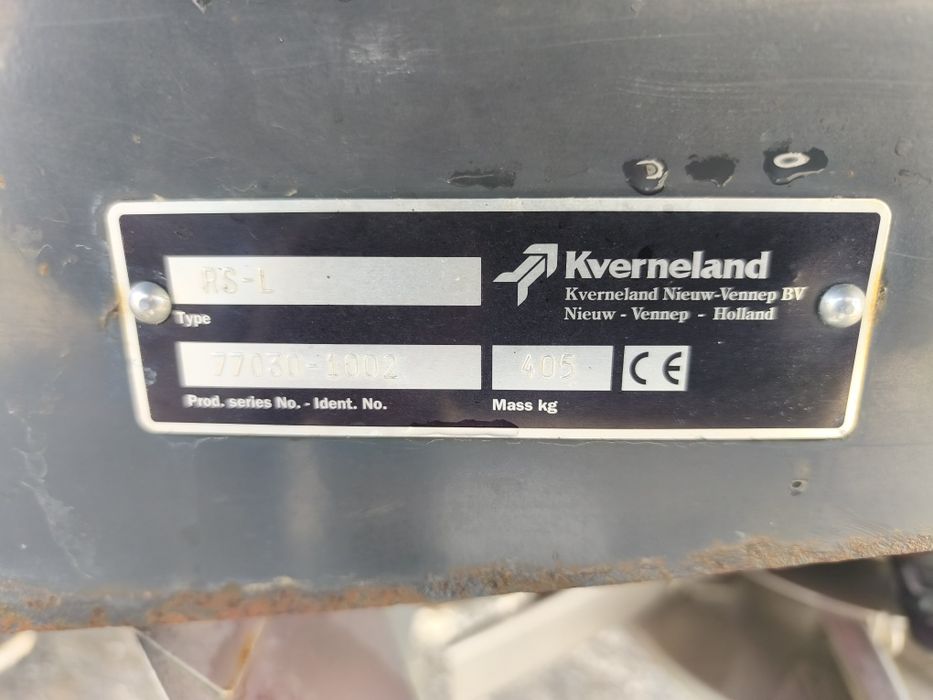 RS-L
Type
Kverneland
Kverneland Nieuw-Vennep BV
Nieuw - Vennep - Holland
77030-1002
405
CE
Prod. series No. - Ident. No.
Mass kg